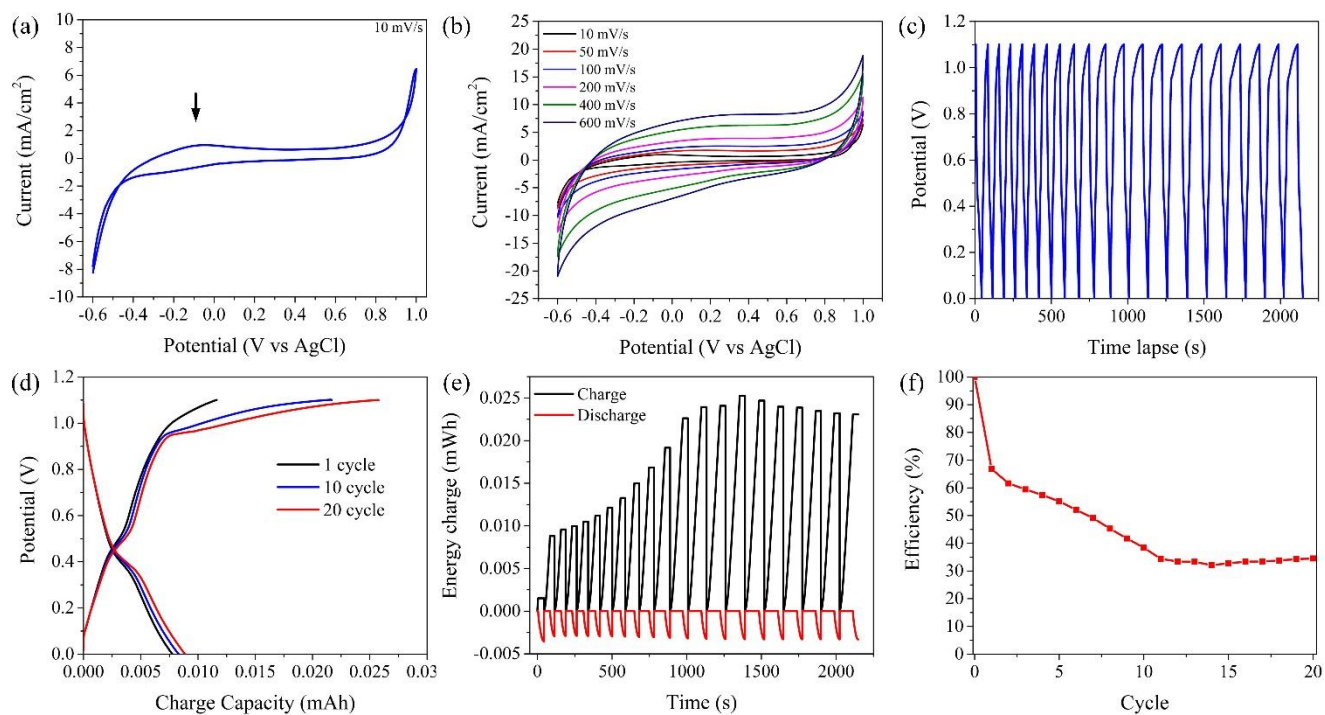 (a)
10 mV/s
10
8
6
4
2
0
-2
-4
-6
-8
-10
-0.6 -0.4 -0.2 0.0 0.2 0.4 0.6 0.8 1.0
Current (mA/cm²)
Potential (V vs AgCl)
(b)
10 mV/s
50 mV/s
100 mV/s
200 mV/s
400 mV/s
600 mV/s
25
20
15
10
5
0
-5
-10
-15
-20
-25
-0.6 -0.4 -0.2 0.0 0.2 0.4 0.6 0.8 1.0
Current (mA/cm²)
Potential (V vs AgCl)
(c)
1.2
1.0
0.8
0.6
0.4
0.2
0.0
0 500 1000 1500 2000
Potential (V)
Time lapse (s)
(d)
1.2
1.0
0.8
0.6
0.4
0.2
0.0
0.000 0.005 0.010 0.015 0.020 0.025 0.03
1 cycle
10 cycle
20 cycle
Potential (V)
Charge Capacity (mAh)
(e)
Charge
Discharge
0.025
0.020
0.015
0.010
0.005
0.000
-0.005
0 500 1000 1500 2000
Energy charge (mWh)
Time (s)
(f)
100
90
80
70
60
50
40
30
20
10
0
0 5 10 15 20
Efficiency (%)
Cycle